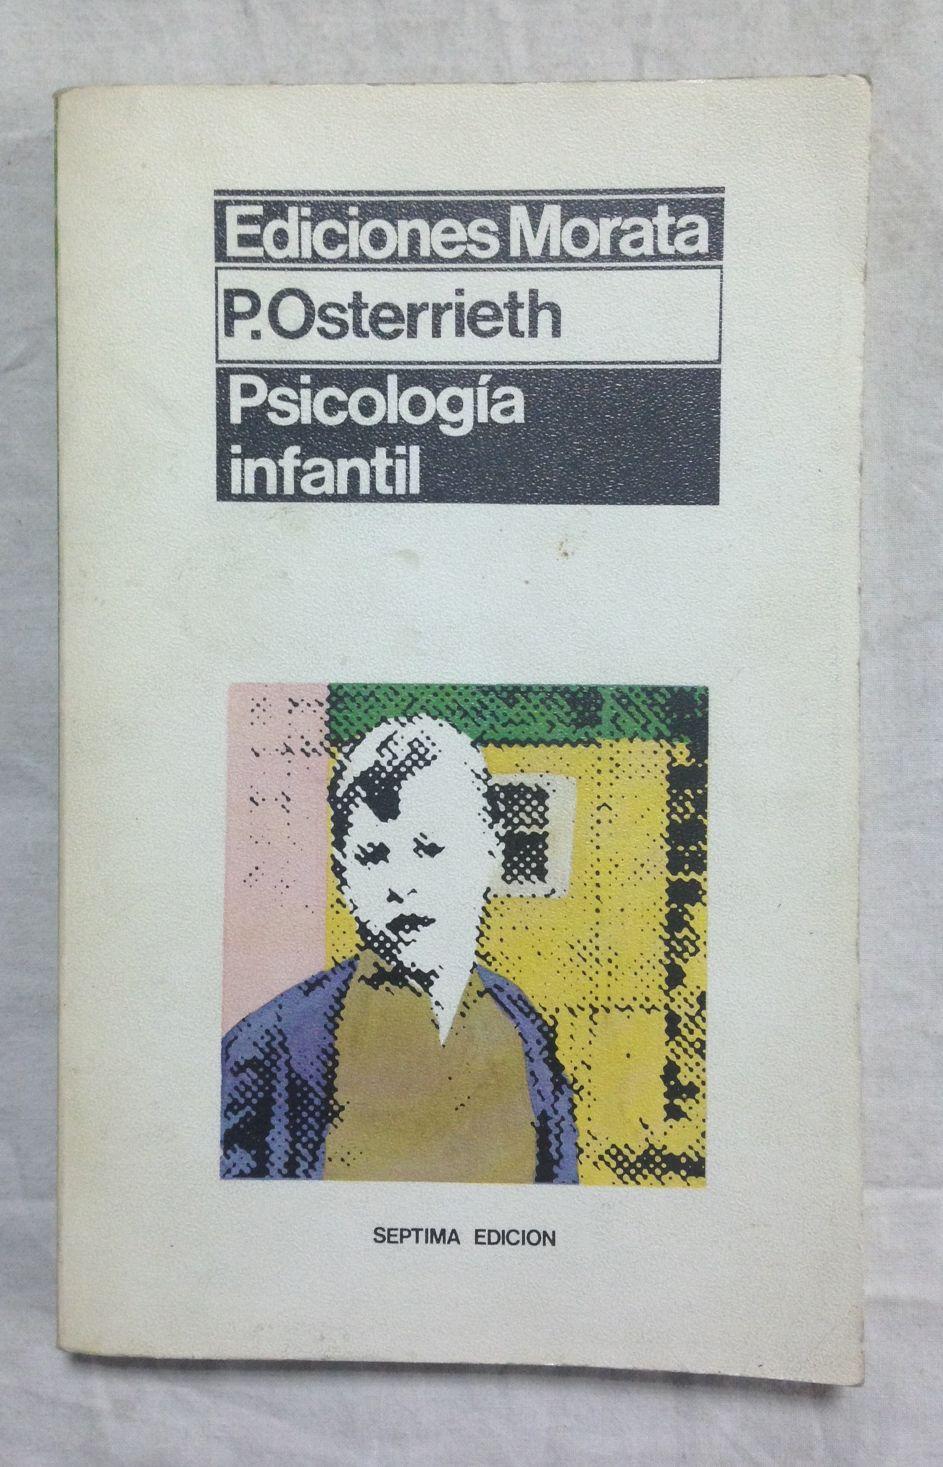 Ediciones Morata
P. Osterrieth
Psicología
infantil
SEPTIMA EDICION